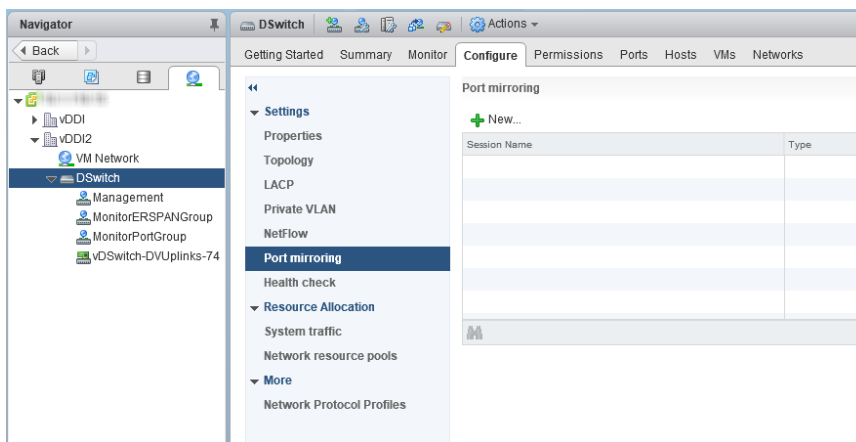 Navigator
Back
vDDI
vDDI2
VM Network
DSwitch
Management
MonitorERSPANGroup
MonitorPortGroup
vDSwitch-DVUplinks-74
DSwitch Actions
Getting Started Summary Monitor Configure Permissions Ports Hosts VMs Networks
Settings
Properties
Topology
LACP
Private VLAN
NetFlow
Port mirroring
Health check
Resource Allocation
System traffic
Network resource pools
More
Network Protocol Profiles
Port mirroring
New...
Session Name Type